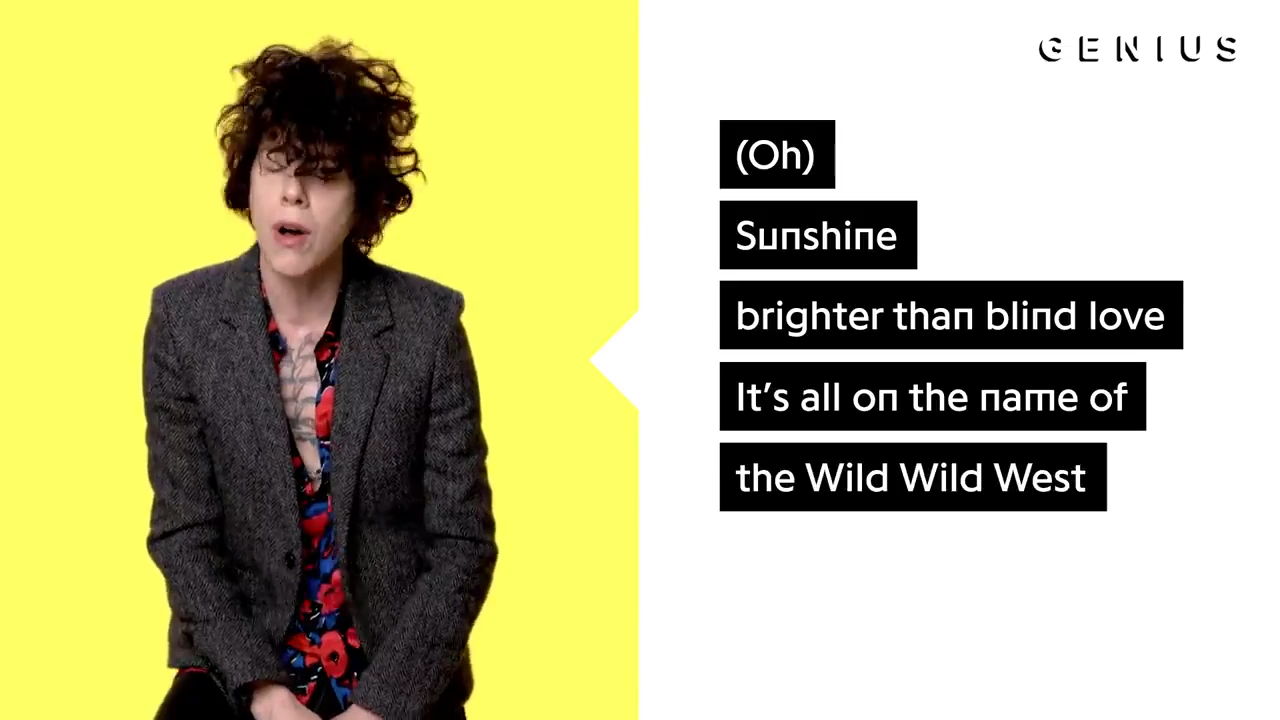 GENIUS
(Oh)
Sunshine
brighter than blind love
It's all on the name of
the Wild Wild West